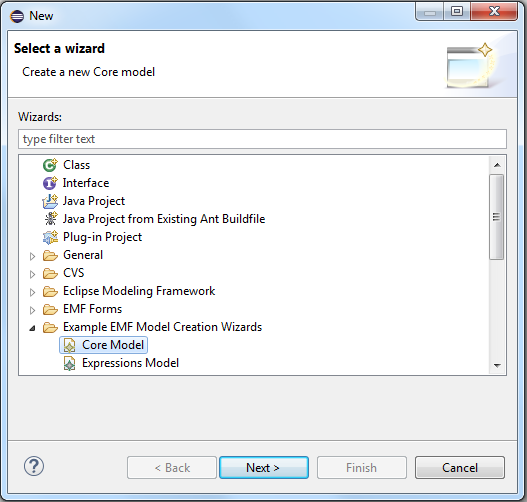 New
Select a wizard
Create a new Core model
Wizards:
type filter text
Class
Interface
Java Project
Java Project from Existing Ant Buildfile
Plug-in Project
General
CVS
Eclipse Modeling Framework
EMF Forms
Example EMF Model Creation Wizards
Core Model
Expressions Model
? < Back Next > Finish Cancel